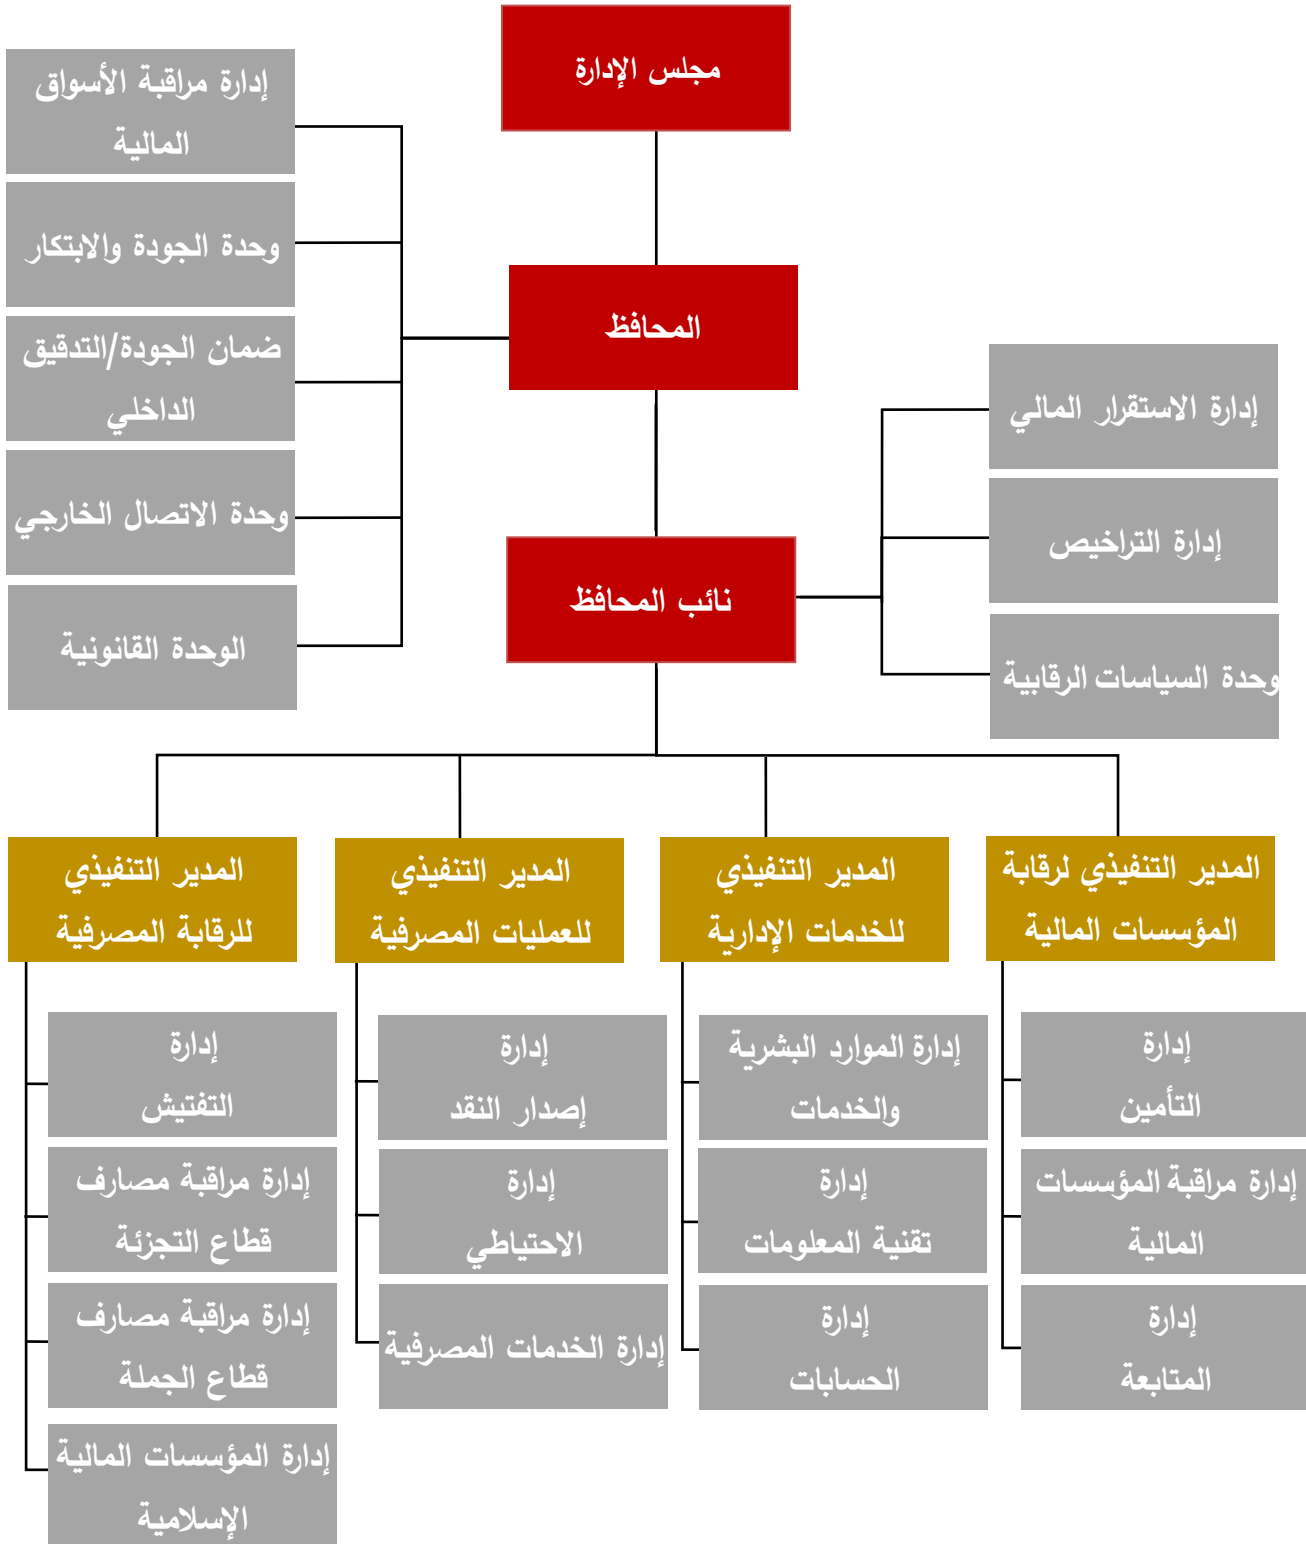 مجلس الإدارة
المحافظ
إدارة مراقبة الأسواق
المالية
وحدة الجودة والابتكار
ضمان الجودة/التدقيق
الداخلي
وحدة الاتصال الخارجي
الوحدة القانونية
نائب المحافظ
إدارة الاستقرار المالي
إدارة التراخيص
وحدة السياسات الرقابية
المدير التنفيذي لرقابة
المؤسسات المالية
إدارة
التأمين
إدارة مراقبة المؤسسات
المالية
إدارة
المتابعة
المدير التنفيذي
للخدمات الإدارية
إدارة الموارد البشرية
والخدمات
إدارة
تقنية المعلومات
إدارة
الحسابات
المدير التنفيذي
للعمليات المصرفية
إدارة
إصدار النقد
إدارة
الاحتياطي
إدارة الخدمات المصرفية
المدير التنفيذي
للرقابة المصرفية
إدارة
التفتيش
إدارة مراقبة مصارف
قطاع التجزئة
إدارة مراقبة مصارف
قطاع الجملة
إدارة المؤسسات المالية
الإسلامية